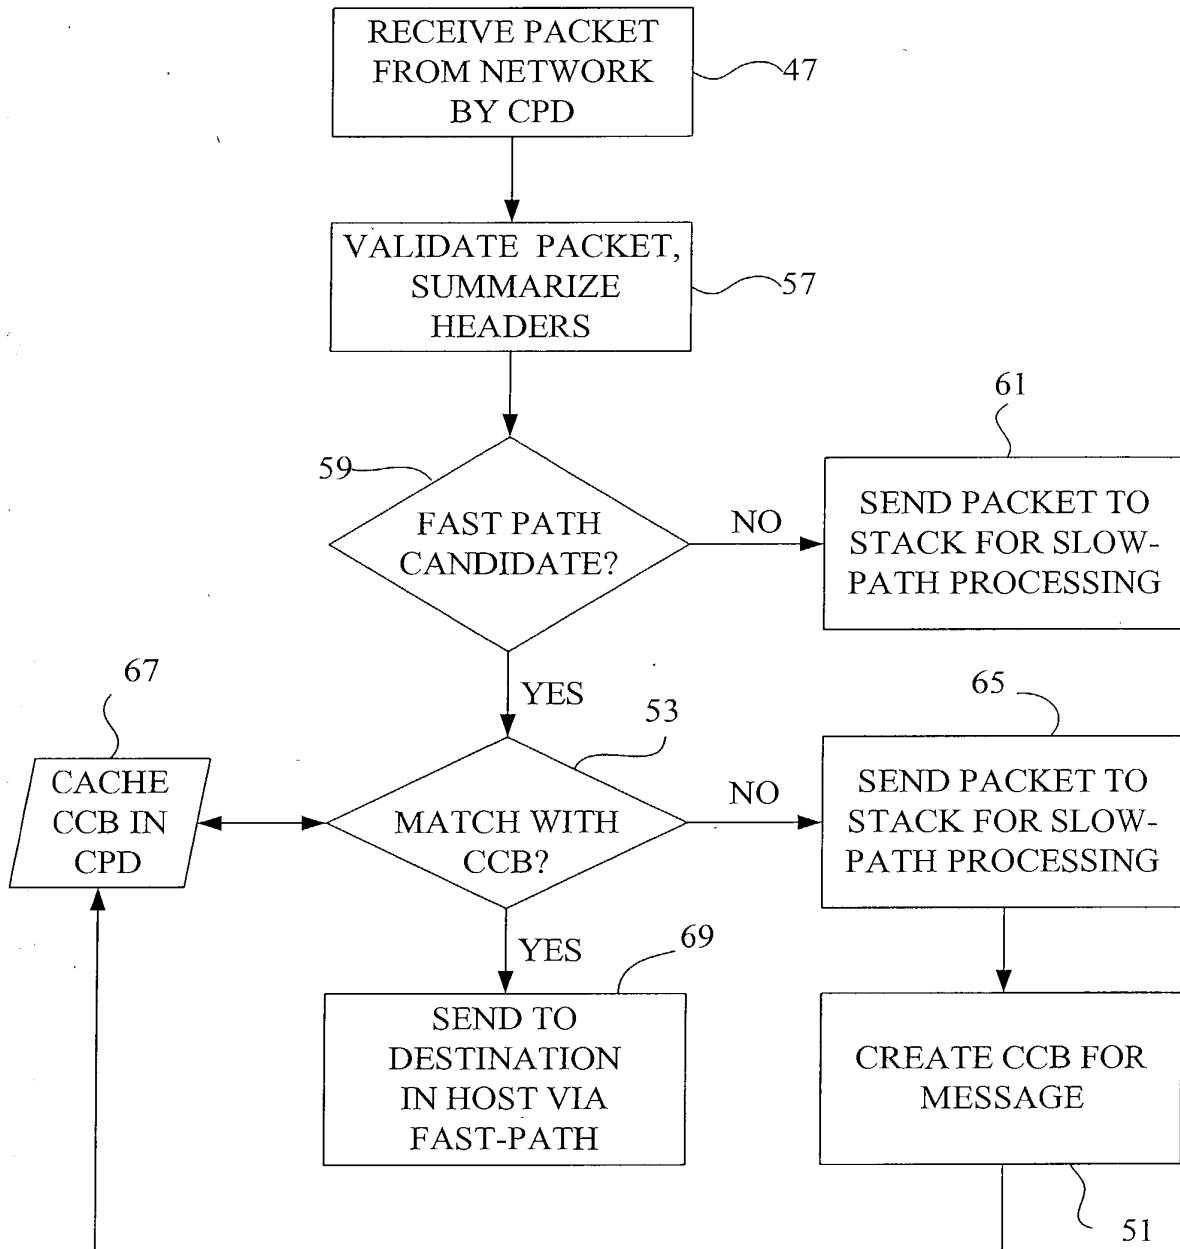 RECEIVE PACKET
FROM NETWORK
BY CPD
47
VALIDATE PACKET,
SUMMARIZE
HEADERS
57
59
FAST PATH
CANDIDATE?
NO
61
SEND PACKET TO
STACK FOR SLOW-
PATH PROCESSING
YES
67
CACHE
CCB IN
CPD
53
MATCH WITH
CCB?
NO
65
SEND PACKET TO
STACK FOR SLOW-
PATH PROCESSING
YES
69
SEND TO
DESTINATION
IN HOST VIA
FAST-PATH
CREATE CCB FOR
MESSAGE
51